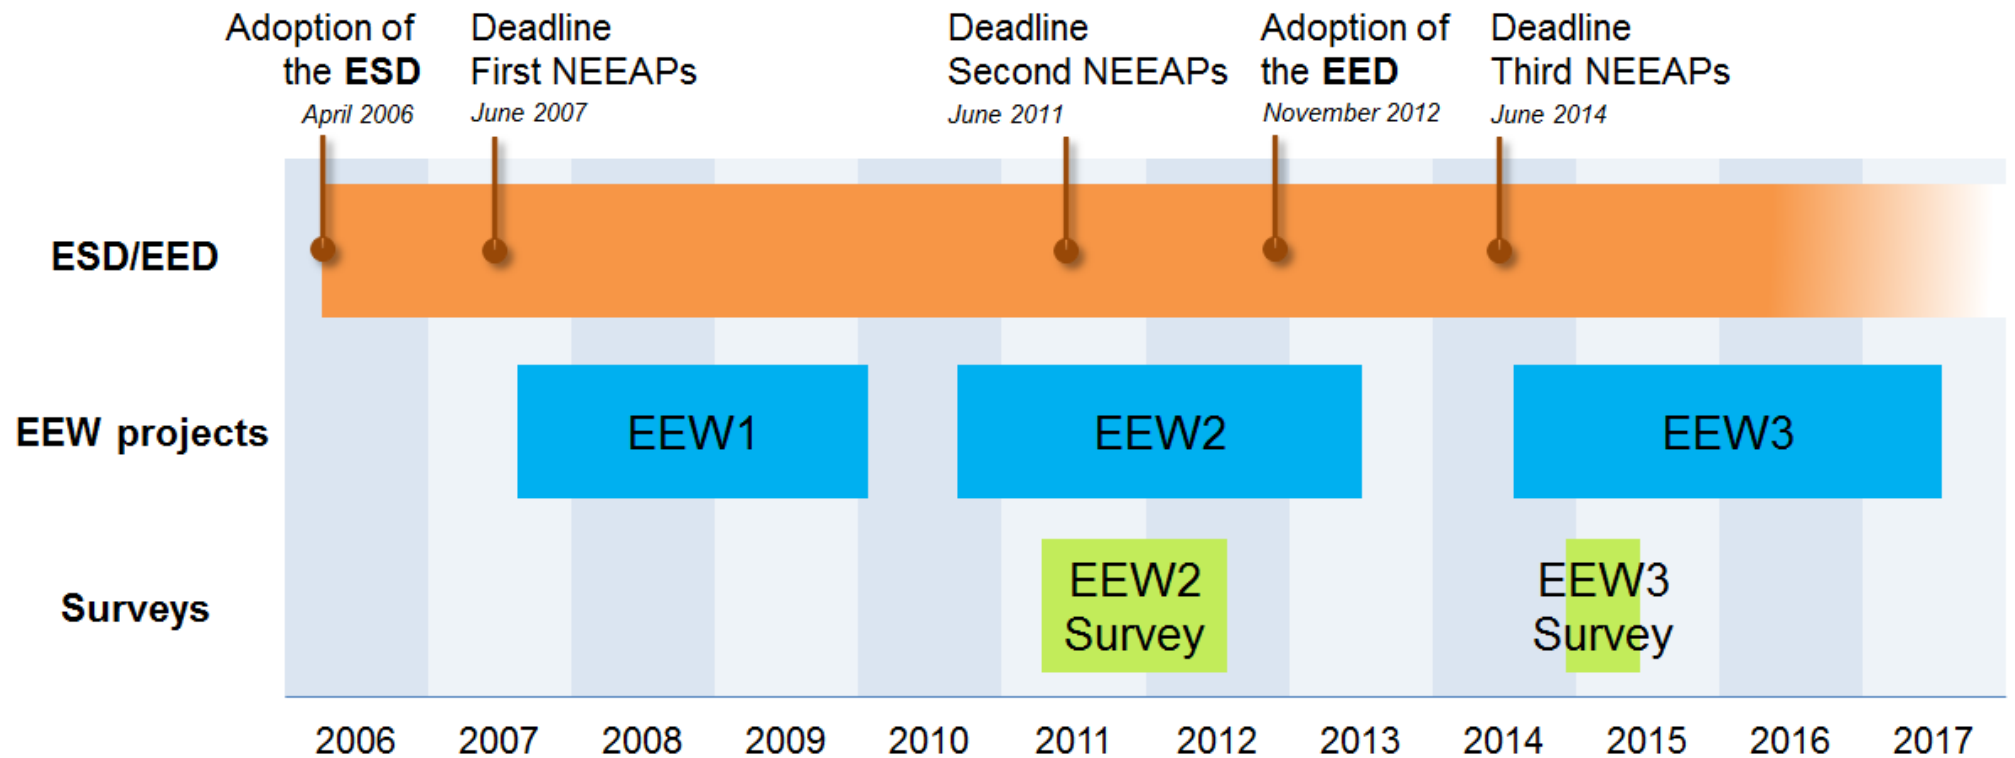 Adoption of
the ESD
April 2006
Deadline
First NEEAPs
June 2007
Deadline
Second NEEAPs
June 2011
Adoption of
the EED
November 2012
Deadline
Third NEEAPs
June 2014
ESD/EED
EEW projects
EEW1
EEW2
EEW3
Surveys
EEW2
Survey
EEW3
Survey
2006 2007 2008 2009 2010 2011 2012 2013 2014 2015 2016 2017